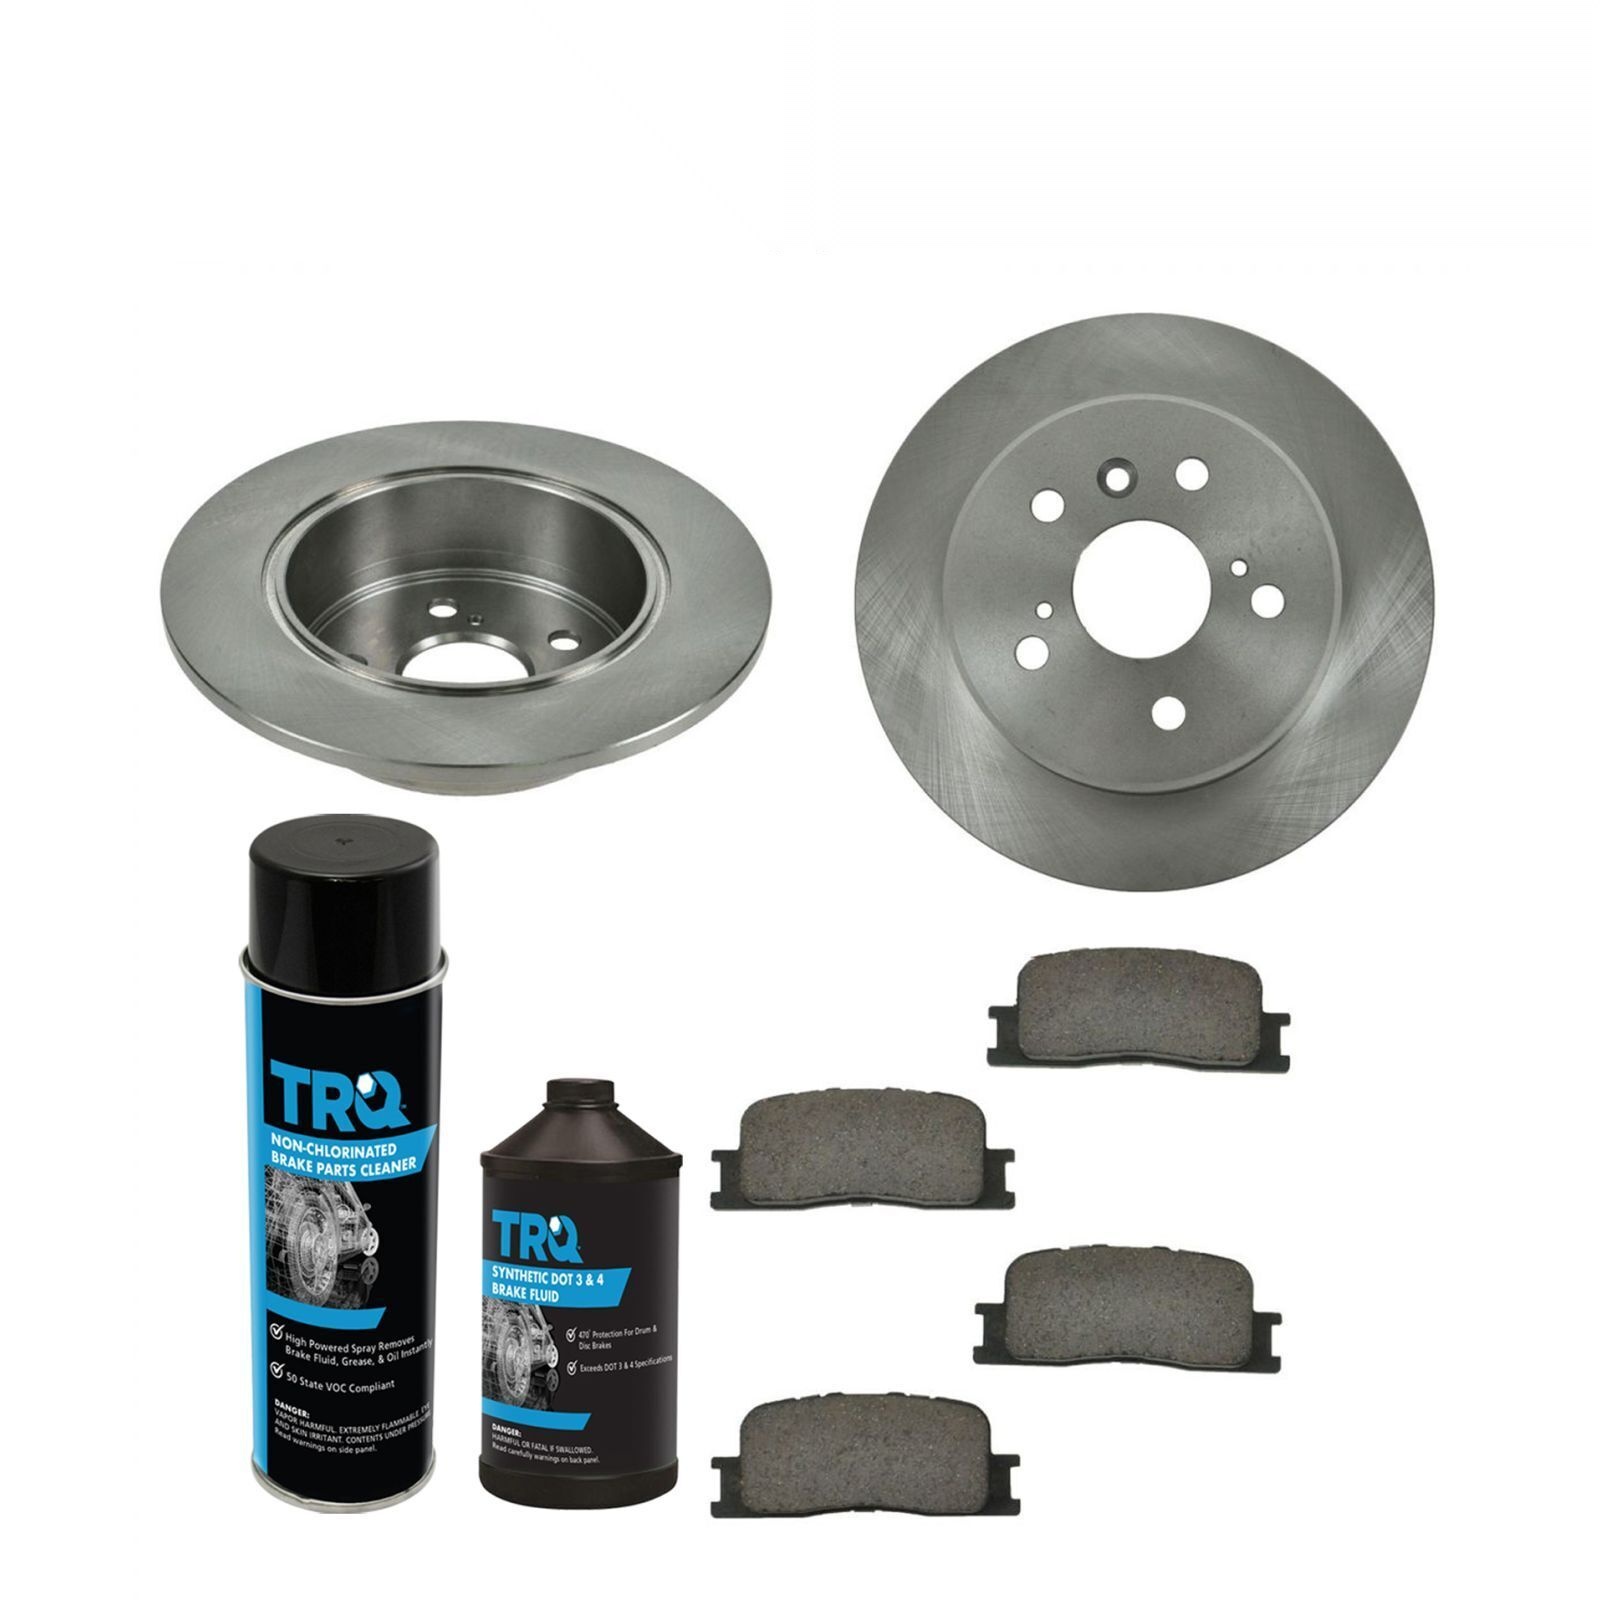 TRQ
NON-CHLORINATED
BRAKE PARTS CLEANER
High Powered Spray Removes
Brake Fluid, Grease, & Oil Instantly
50 State VOC Compliant
DANGER:
VAPOR HARMFUL. EXTREMELY FLAMMABLE. EYE
AND SKIN IRRITANT. CONTENTS UNDER PRESSURE.
Read warnings on side panel.
TRQ
SYNTHETIC DOT 3 & 4
BRAKE FLUID
470° Protection For Drum &
Disc Brakes
Exceeds DOT 3 & 4 Specifications
DANGER:
HARMFUL OR FATAL IF SWALLOWED.
Read carefully warnings on back panel.